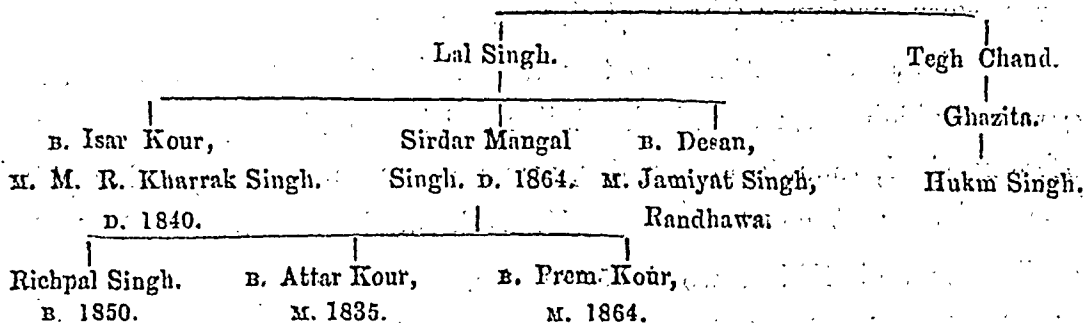 Lal Singh. Tegh Chand.
Ghazita.
B. Isar Kour, Sirdar Mangal B. Desan,
M. M. R. Kharrak Singh. Singh. D. 1864. M. Jamiyat Singh, Hukm Singh.
D. 1840. Randhawa.
Richpal Singh. B. Attar Kour, B. Prem Kour,
B. 1850. M. 1835. M. 1864.